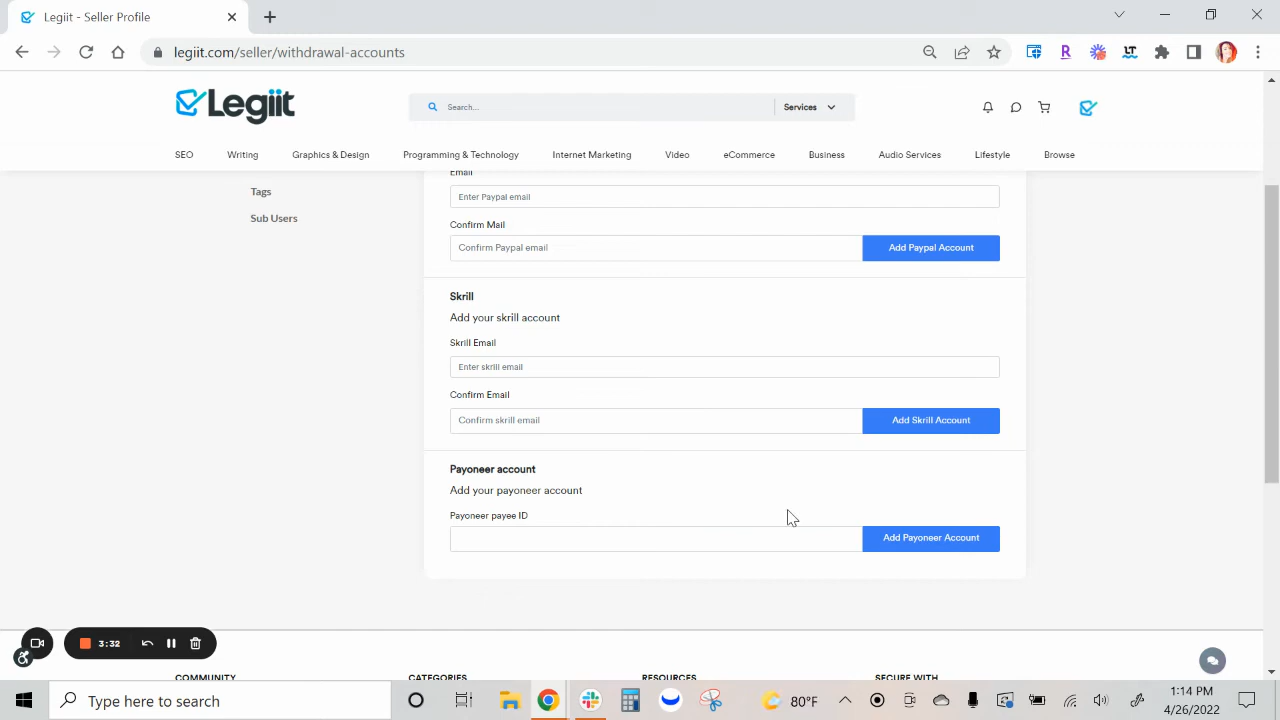 Legiit - Seller Profile
legiit.com/seller/withdrawal-accounts
Legiit
Search...
Services
SEO
Writing
Graphics & Design
Programming & Technology
Internet Marketing
Video
eCommerce
Business
Audio Services
Lifestyle
Browse
Tags
Sub Users
Email
Enter Paypal email
Confirm Mail
Confirm Paypal email
Add Paypal Account
Skrill
Add your skrill account
Skrill Email
Enter skrill email
Confirm Email
Confirm skrill email
Add Skrill Account
Payoneer account
Add your payoneer account
Payoneer payee ID
Add Payoneer Account
3:32
COMMUNITY
CATEGORIES
RESOURCES
SECURE WITH
Type here to search
80°F
1:14 PM
4/26/2022